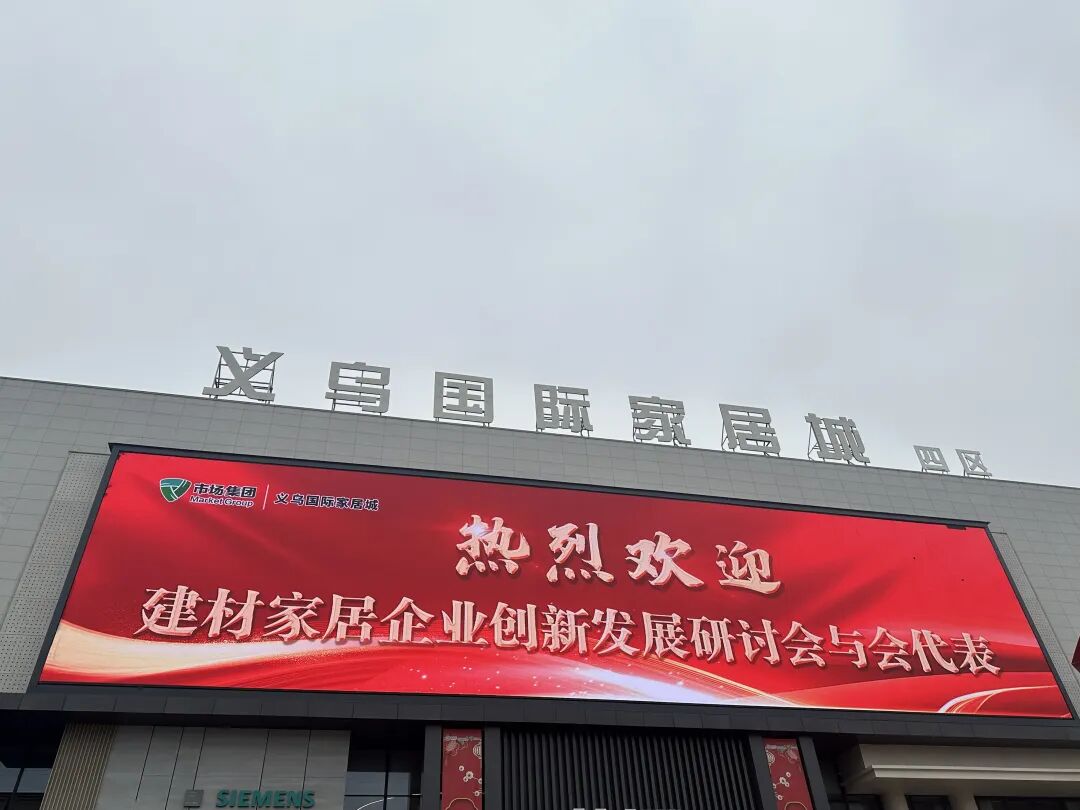 义乌国际家居城 四区
市场集团
Market Group
义乌国际家居城
热烈欢迎
建材家居企业创新发展研讨会与会代表
SIEMENS